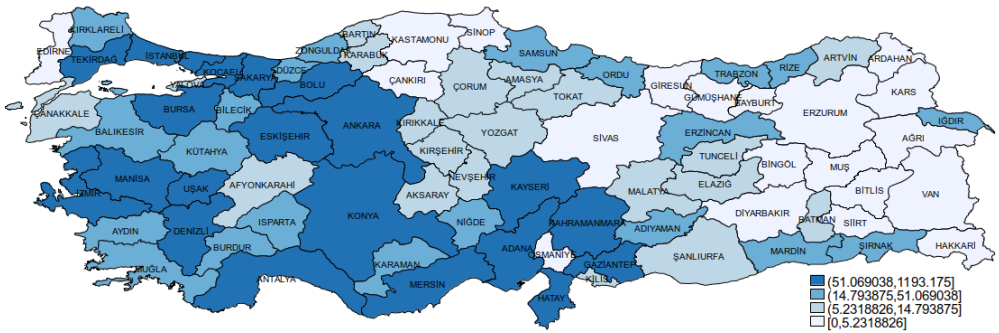 KIRKLARELİ
EDİRNE
TEKİRDAĞ
İSTANBUL
KOCAELİ
YALOVA
SAKARYA
DÜZCE
ZONGULDAK
BARTIN
KARABÜK
KASTAMONU
SİNOP
BOLU
ÇANKIRI
SAMSUN
ORDU
GİRESUN
TRABZON
RİZE
ARTVİN
ARDAHAN
KARS
GÜMÜŞHANE
BAYBURT
ERZURUM
IĞDIR
AĞRI
ÇANAKKALE
BALIKESİR
BURSA
BİLECİK
ESKİŞEHİR
KÜTAHYA
ANKARA
KIRIKKALE
ÇORUM
AMASYA
TOKAT
YOZGAT
SİVAS
ERZİNCAN
TUNCELİ
BİNGÖL
MUŞ
BİTLİS
VAN
İZMİR
MANİSA
UŞAK
AFYONKARAHİ
KIRŞEHİR
NEVŞEHİR
AKSARAY
KAYSERİ
MALATYA
ELAZIĞ
DİYARBAKIR
BATMAN
SİİRT
HAKKARİ
AYDIN
DENİZLİ
ISPARTA
BURDUR
MUĞLA
ANTALYA
KONYA
KARAMAN
NİĞDE
MERSİN
ADANA
OSMANİYE
KAHRAMANMARA
GAZİANTEP
KİLİS
HATAY
ADIYAMAN
ŞANLIURFA
MARDİN
ŞIRNAK
(51.069038,1193.175]
(14.793875,51.069038]
(5.2318826,14.793875]
[0,5.2318826]